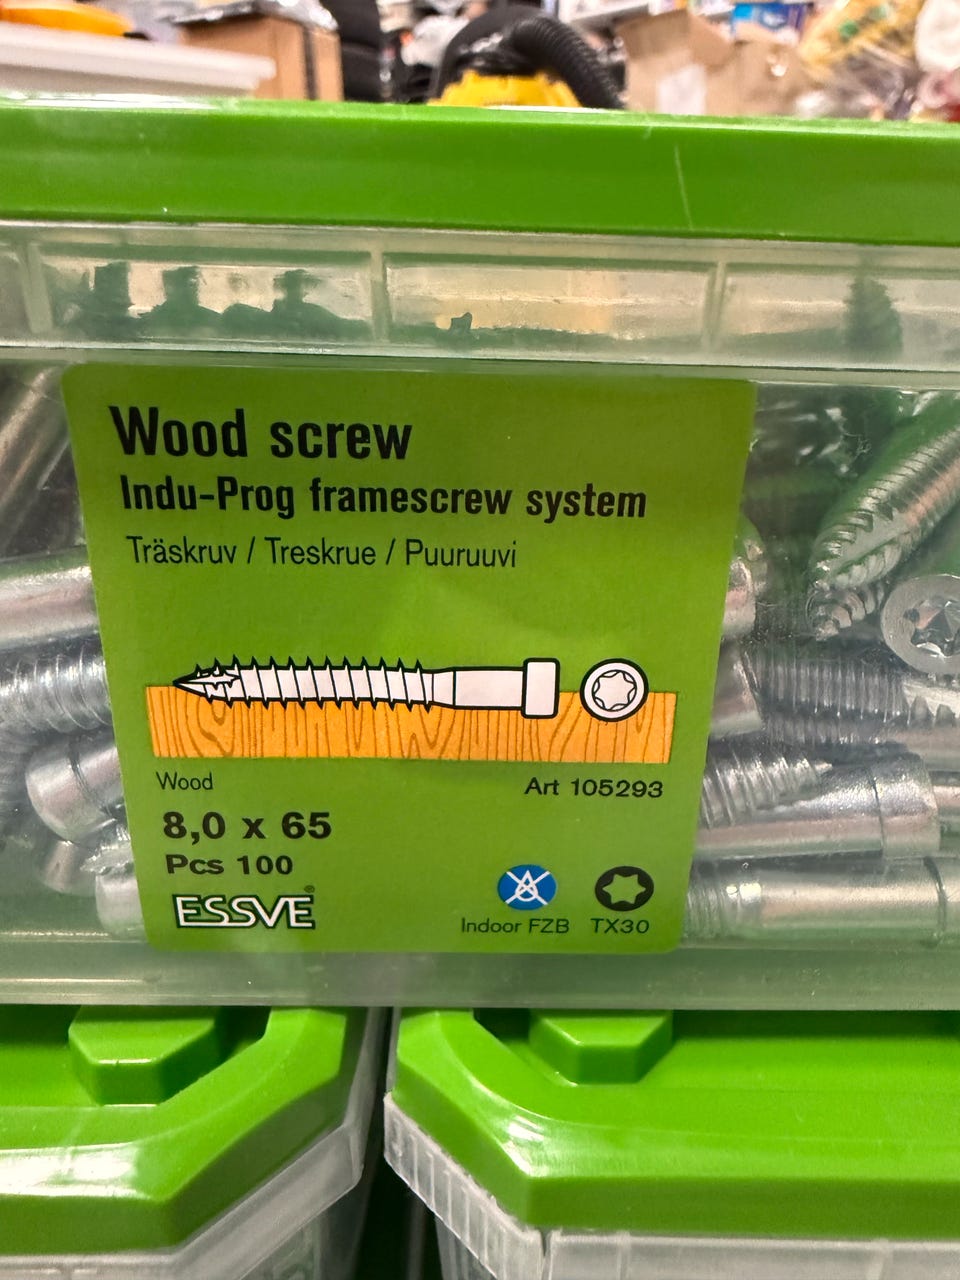 Wood screw
Indu-Prog framescrew system
Träskruv / Treskrue / Puuruuvi
Wood
Art 105293
8,0 x 65
Pcs 100
ESSVE®
Indoor FZB
TX30